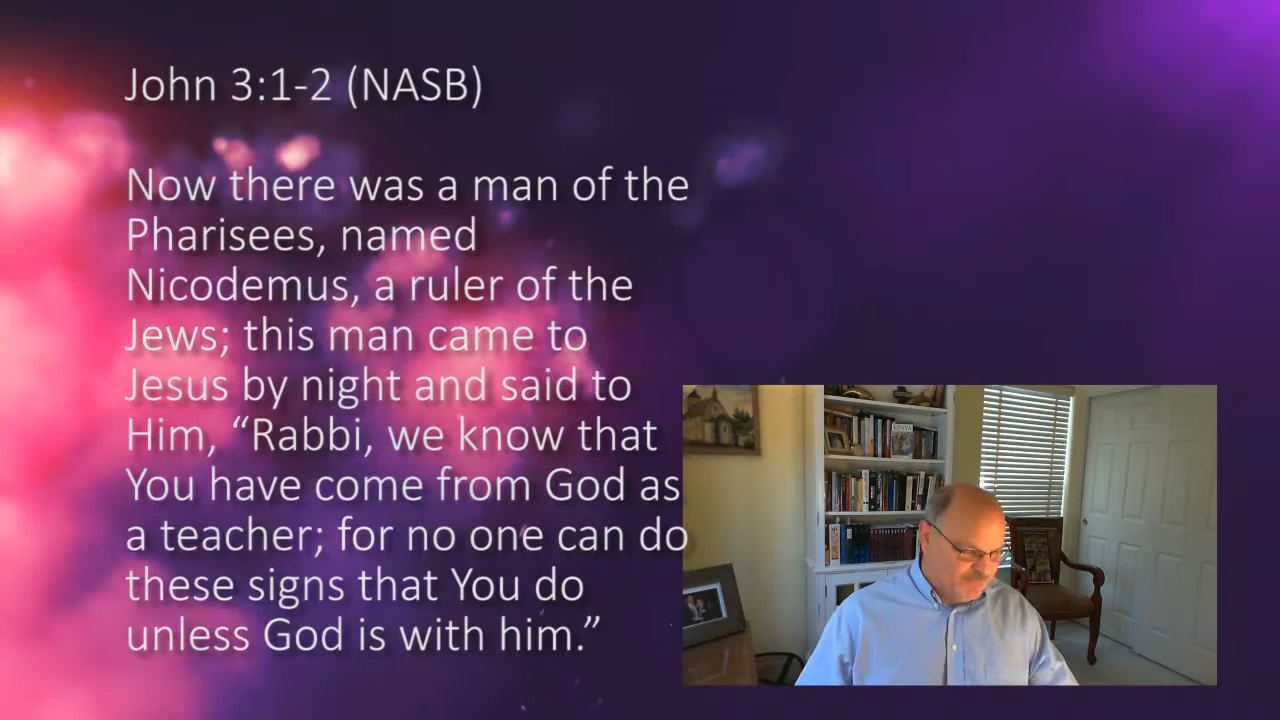 John 3:1-2 (NASB)
Now there was a man of the
Pharisees, named
Nicodemus, a ruler of the
Jews; this man came to
Jesus by night and said to
Him, “Rabbi, we know that
You have come from God as
a teacher; for no one can do
these signs that You do
unless God is with him.”
KENYA